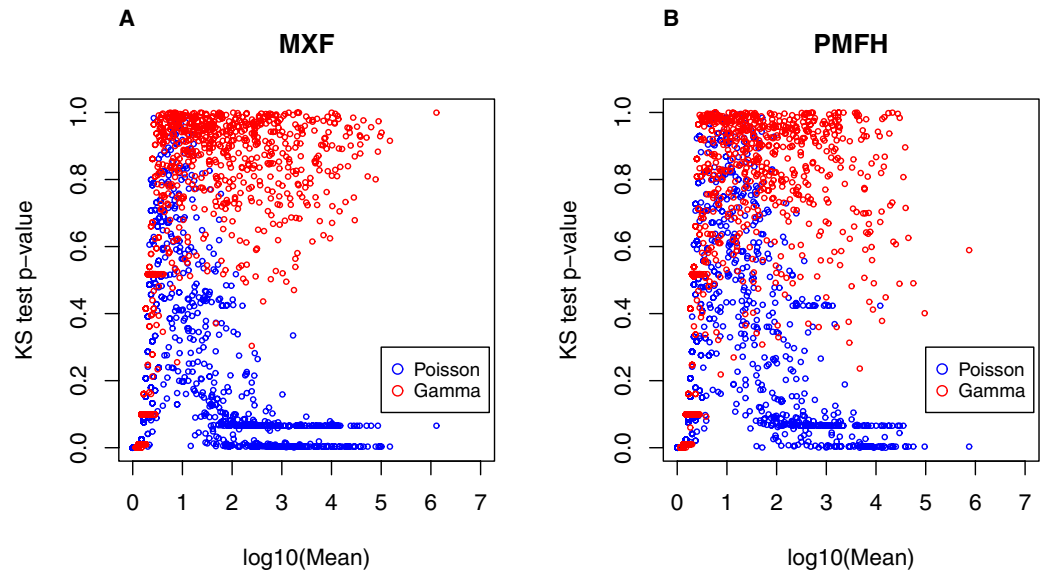 A
MXF
KS test p-value
0.0
0.2
0.4
0.6
0.8
1.0
0 1 2 3 4 5 6 7
log10(Mean)
Poisson
Gamma
B
PMFH
KS test p-value
0.0
0.2
0.4
0.6
0.8
1.0
0 1 2 3 4 5 6 7
log10(Mean)
Poisson
Gamma